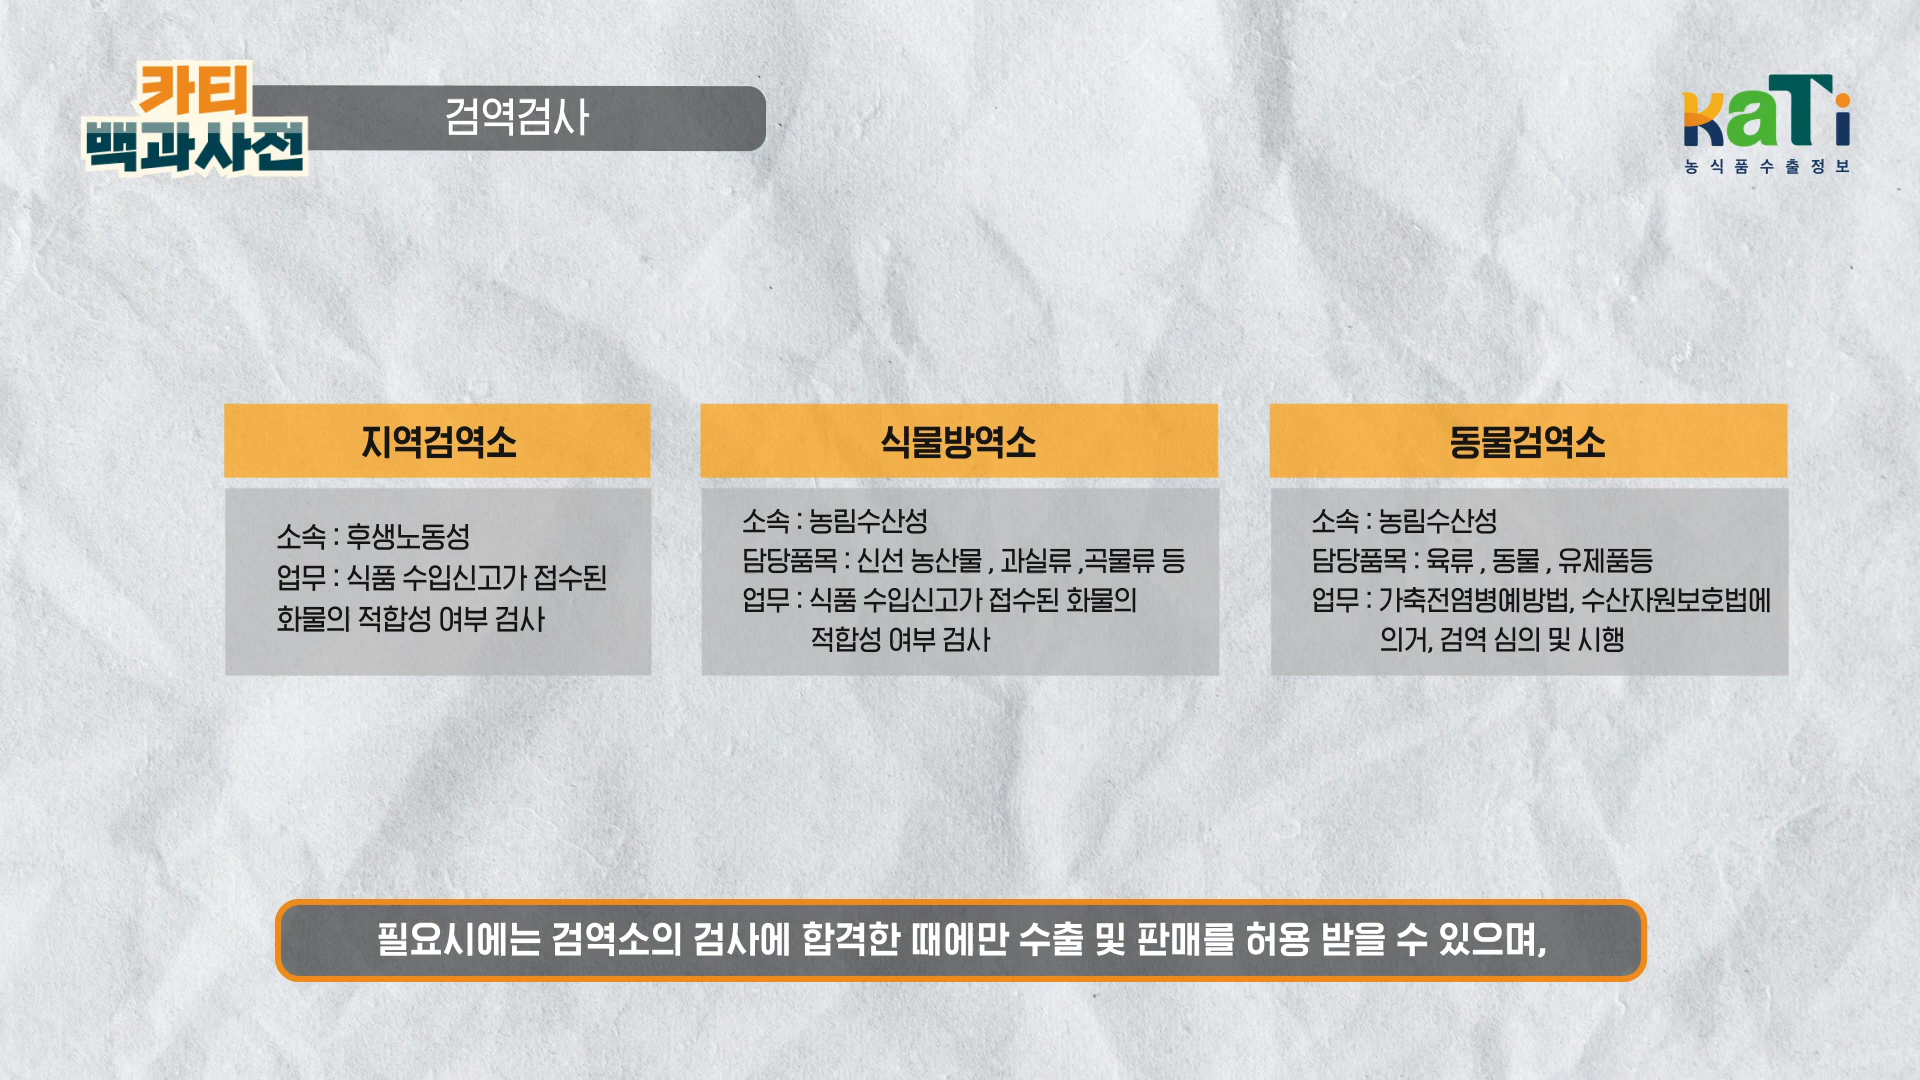 카티
백과사전
검역검사
KaTi
농식품수출정보
지역검역소
소속 : 후생노동성
업무 : 식품 수입신고가 접수된
화물의 적합성 여부 검사
식물방역소
소속 : 농림수산성
담당품목 : 신선 농산물 , 과실류 ,곡물류 등
업무 : 식품 수입신고가 접수된 화물의
적합성 여부 검사
동물검역소
소속 : 농림수산성
담당품목 : 육류 , 동물 , 유제품등
업무 : 가축전염병예방법, 수산자원보호법에
의거, 검역 심의 및 시행
필요시에는 검역소의 검사에 합격한 때에만 수출 및 판매를 허용 받을 수 있으며,